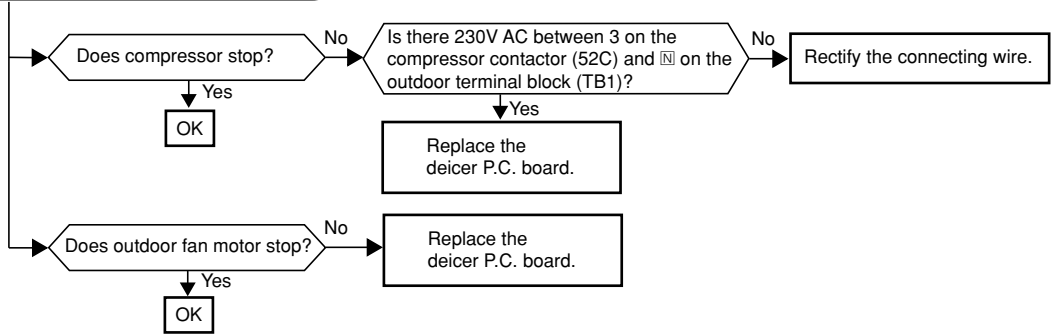 Does compressor stop?
No
Is there 230V AC between 3 on the
compressor contactor (52C) and N on the
outdoor terminal block (TB1)?
No
Rectify the connecting wire.
Yes
OK
Yes
Replace the
deicer P.C. board.
Does outdoor fan motor stop?
No
Replace the
deicer P.C. board.
Yes
OK